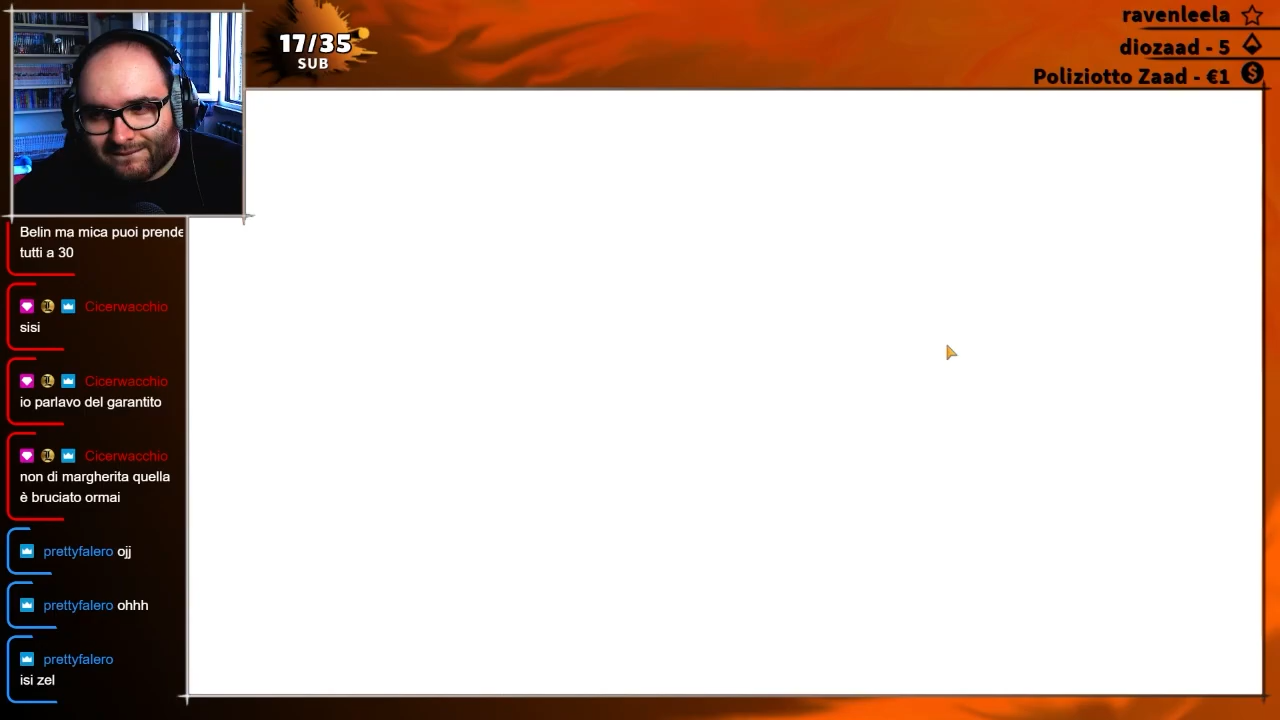 17/35
SUB
ravenleela
diozaad - 5
Poliziotto Zaad - €1
Belin ma mica puoi prende
tutti a 30
Cicerwacchio
sisi
Cicerwacchio
io parlavo del garantito
Cicerwacchio
non di margherita quella
è bruciato ormai
prettyfalero ojj
prettyfalero ohhh
prettyfalero
isi zel